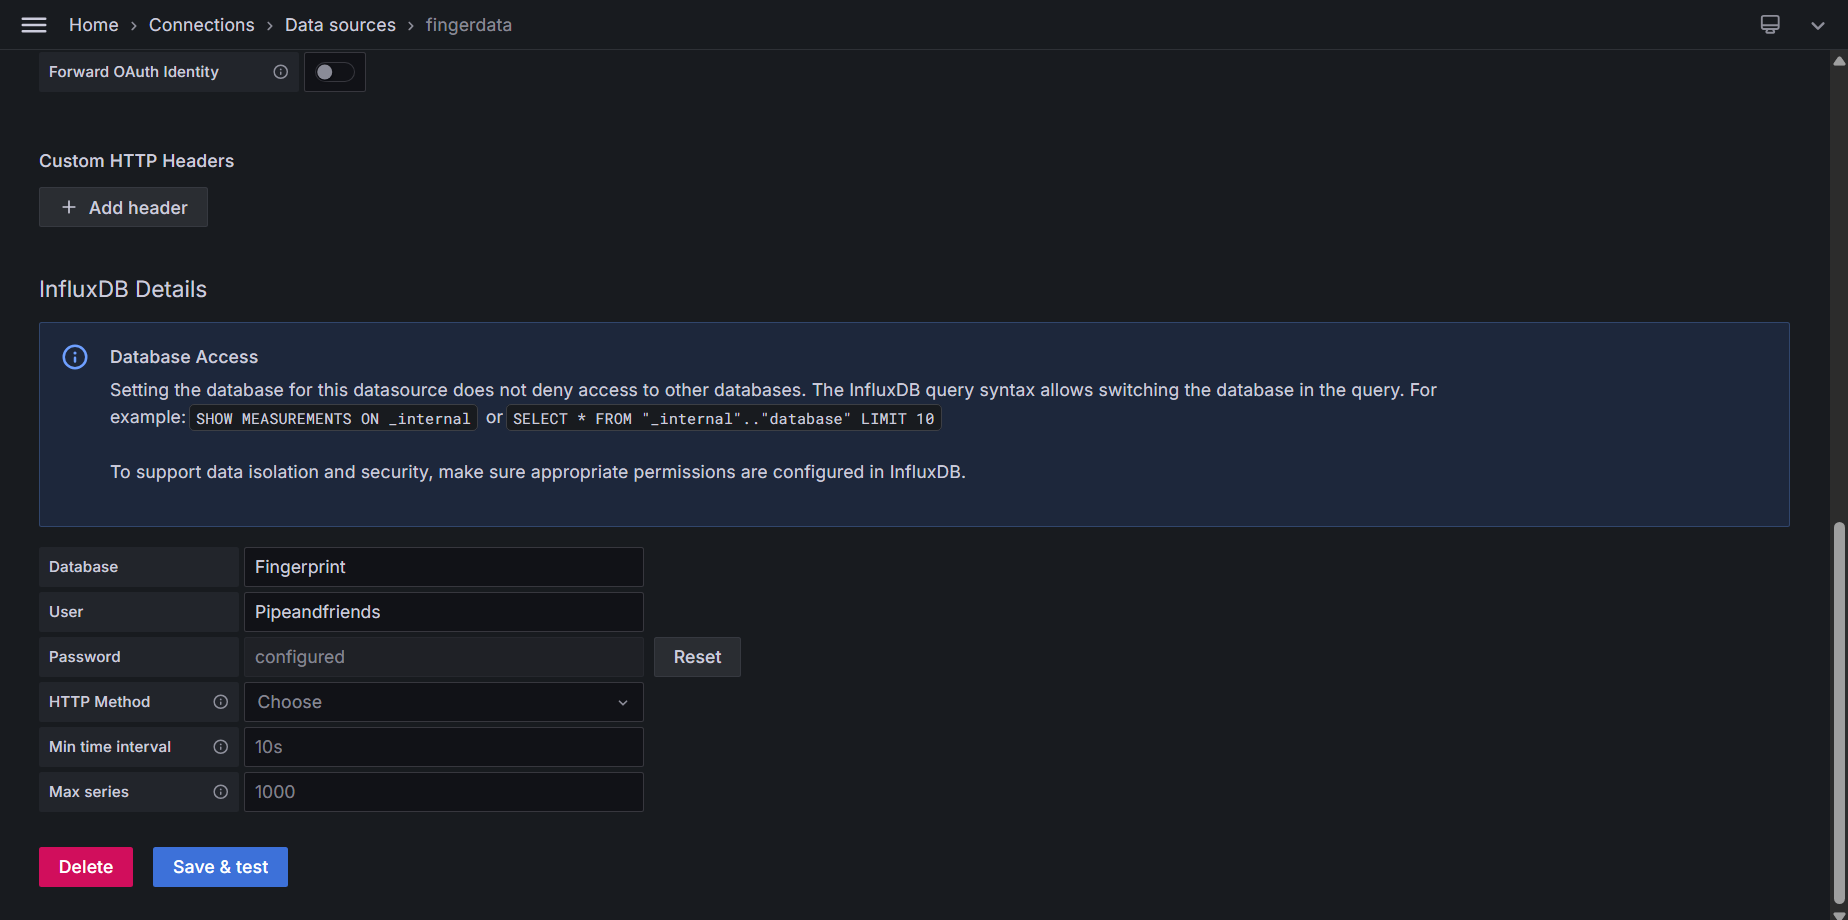 Home › Connections › Data sources › fingerdata
Forward OAuth Identity
Custom HTTP Headers
+ Add header
InfluxDB Details
Database Access
Setting the database for this datasource does not deny access to other databases. The InfluxDB query syntax allows switching the database in the query. For
example: SHOW MEASUREMENTS ON _internal or SELECT * FROM "_internal".."database" LIMIT 10
To support data isolation and security, make sure appropriate permissions are configured in InfluxDB.
Database Fingerprint
User Pipeandfriends
Password configured Reset
HTTP Method Choose
Min time interval 10s
Max series 1000
Delete Save & test